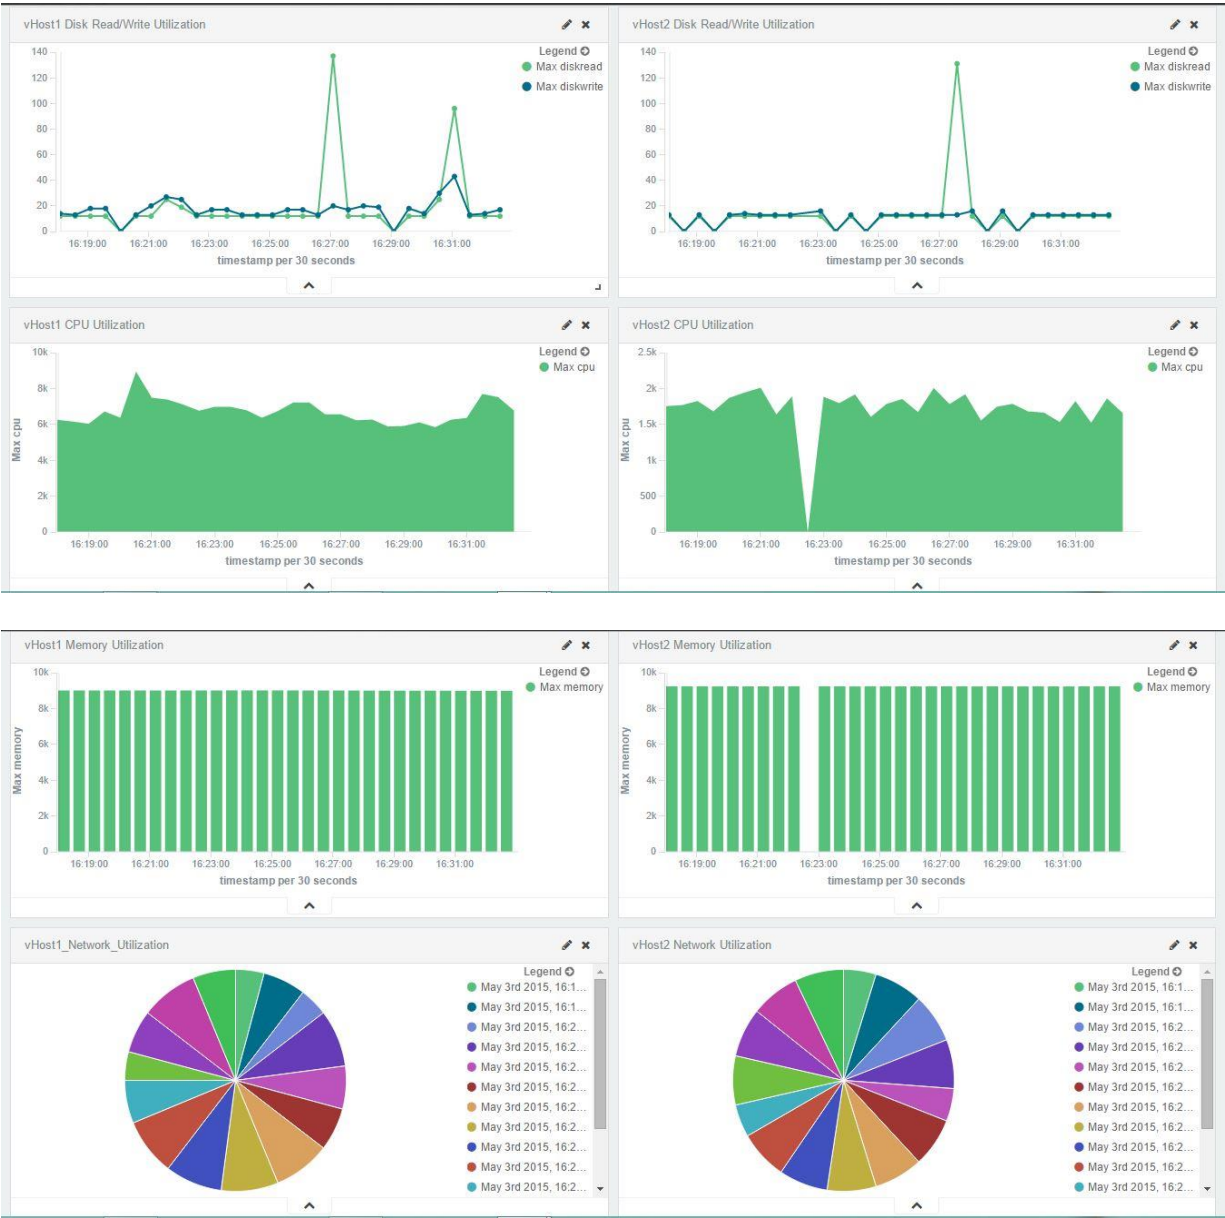 vHost1 Disk Read/Write Utilization
Legend
140
120
100
80
60
40
20
0
Max diskread
Max diskwrite
16:19:00 16:21:00 16:23:00 16:25:00 16:27:00 16:29:00 16:31:00
timestamp per 30 seconds
vHost2 Disk Read/Write Utilization
Legend
140
120
100
80
60
40
20
0
Max diskread
Max diskwrite
16:19:00 16:21:00 16:23:00 16:25:00 16:27:00 16:29:00 16:31:00
timestamp per 30 seconds
vHost1 CPU Utilization
Legend
Max cpu
10k
8k
6k
4k
2k
0
Max cpu
16:19:00 16:21:00 16:23:00 16:25:00 16:27:00 16:29:00 16:31:00
timestamp per 30 seconds
vHost2 CPU Utilization
Legend
Max cpu
2.5k
2k
1.5k
1k
500
0
Max cpu
16:19:00 16:21:00 16:23:00 16:25:00 16:27:00 16:29:00 16:31:00
timestamp per 30 seconds
vHost1 Memory Utilization
Legend
Max memory
10k
8k
6k
4k
2k
0
Max memory
16:19:00 16:21:00 16:23:00 16:25:00 16:27:00 16:29:00 16:31:00
timestamp per 30 seconds
vHost2 Memory Utilization
Legend
Max memory
10k
8k
6k
4k
2k
0
Max memory
16:19:00 16:21:00 16:23:00 16:25:00 16:27:00 16:29:00 16:31:00
timestamp per 30 seconds
vHost1_Network_Utilization
Legend
May 3rd 2015, 16:1...
May 3rd 2015, 16:1...
May 3rd 2015, 16:2...
May 3rd 2015, 16:2...
May 3rd 2015, 16:2...
May 3rd 2015, 16:2...
May 3rd 2015, 16:2...
May 3rd 2015, 16:2...
May 3rd 2015, 16:2...
May 3rd 2015, 16:2...
May 3rd 2015, 16:2...
vHost2 Network Utilization
Legend
May 3rd 2015, 16:1...
May 3rd 2015, 16:1...
May 3rd 2015, 16:2...
May 3rd 2015, 16:2...
May 3rd 2015, 16:2...
May 3rd 2015, 16:2...
May 3rd 2015, 16:2...
May 3rd 2015, 16:2...
May 3rd 2015, 16:2...
May 3rd 2015, 16:2...
May 3rd 2015, 16:2...